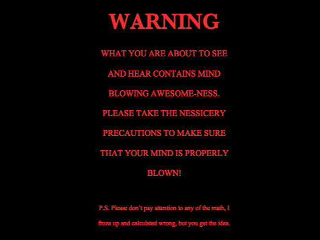 WARNING
WHAT YOU ARE ABOUT TO SEE
AND HEAR CONTAINS MIND
BLOWING AWESOME-NESS.
PLEASE TAKE THE NESSICERY
PRECAUTIONS TO MAKE SURE
THAT YOUR MIND IS PROPERLY
BLOWN!
P.S. Please don't pay attention to any of the math, I
froze up and calculated wrong, but you get the idea.